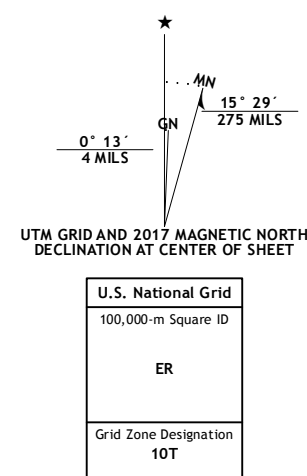 ★
MN
GN
15° 29´
275 MILS
0° 13´
4 MILS
UTM GRID AND 2017 MAGNETIC NORTH
DECLINATION AT CENTER OF SHEET
U.S. National Grid
100,000-m Square ID
ER
Grid Zone Designation
10T